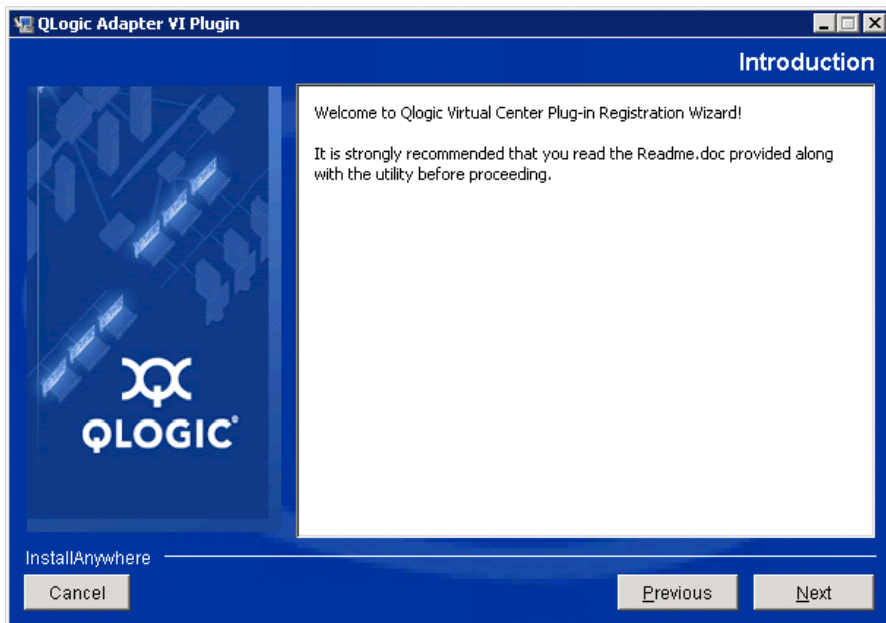 QLogic Adapter VI Plugin
Introduction
Welcome to Qlogic Virtual Center Plug-in Registration Wizard!
It is strongly recommended that you read the Readme.doc provided along
with the utility before proceeding.
QLOGIC®
InstallAnywhere
Cancel
Previous
Next